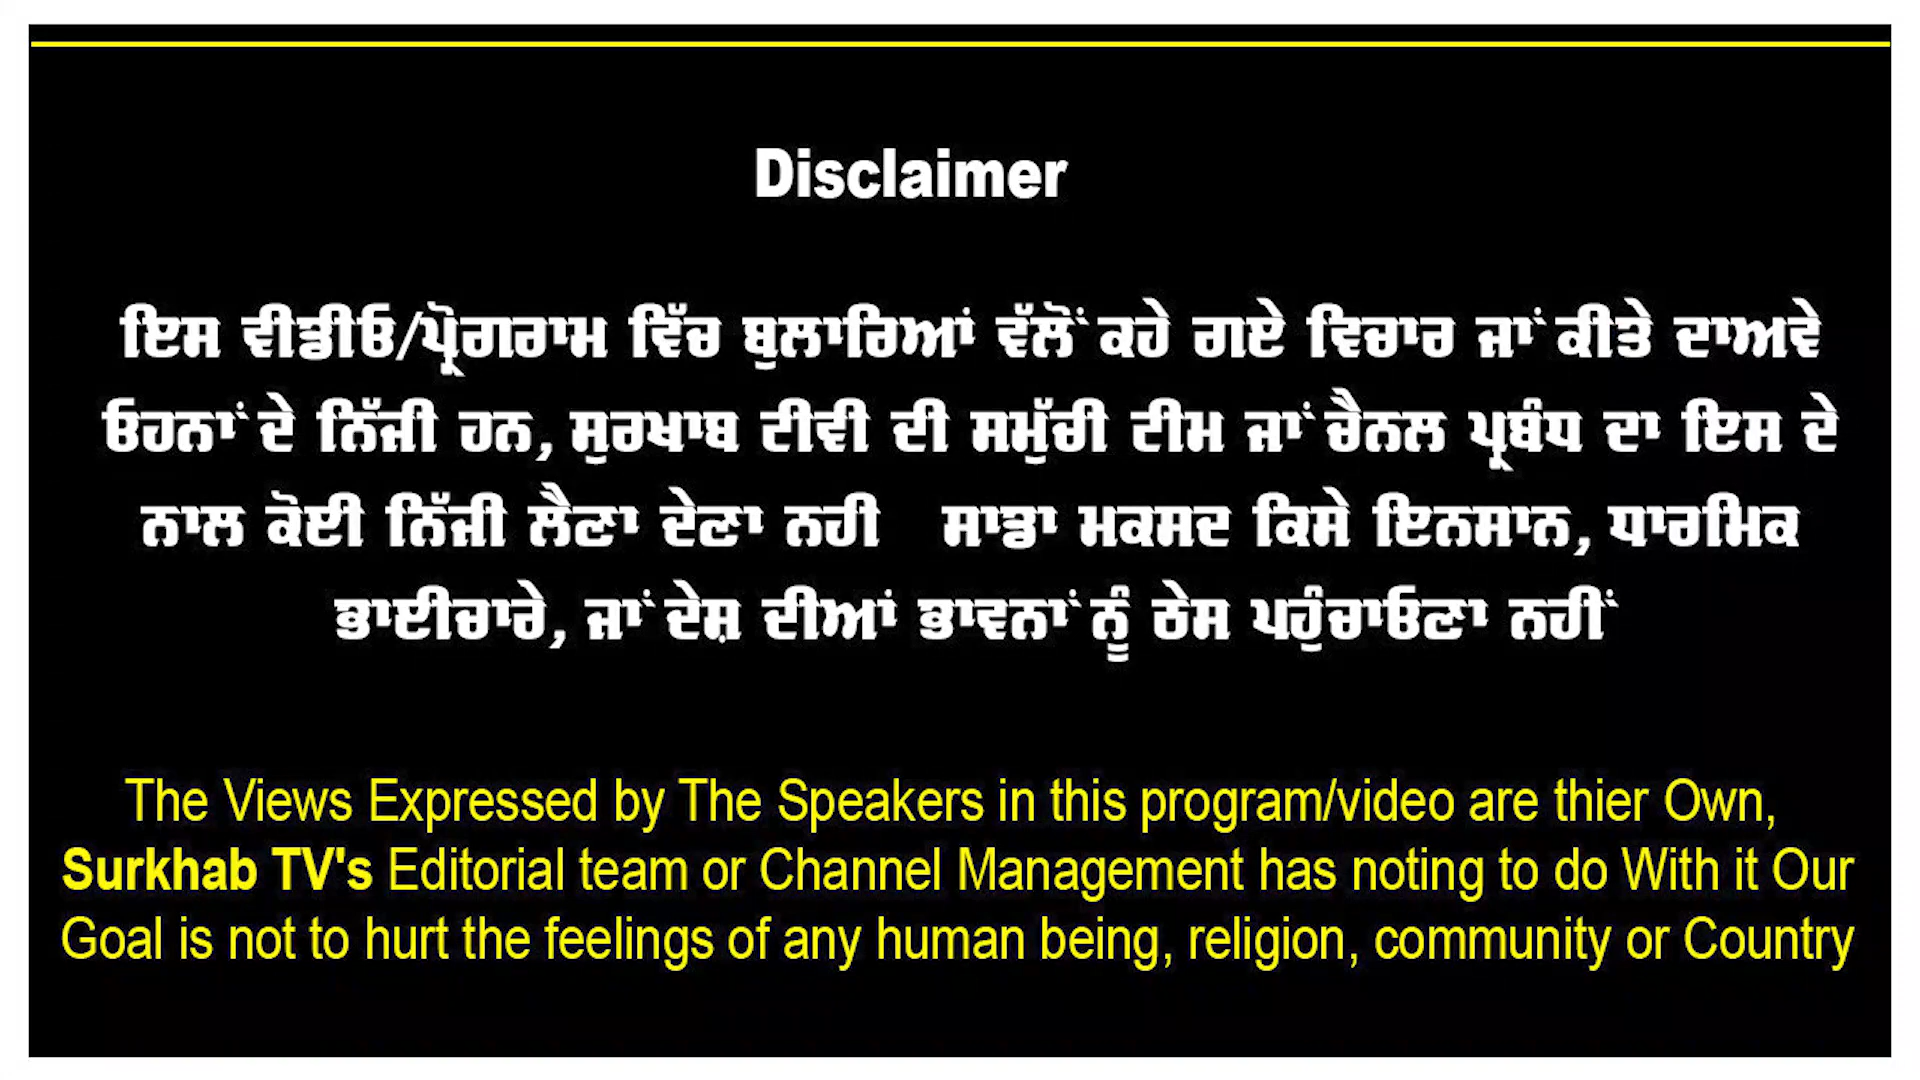 Disclaimer
ਇਸ ਵੀਡੀਓ/ਪ੍ਰੋਗਰਾਮ ਵਿੱਚ ਬੁਲਾਰਿਆਂ ਵੱਲੋਂ ਕਹੇ ਗਏ ਵਿਚਾਰ ਜਾਂ ਕੀਤੇ ਦਾਅਵੇ
ਓਹਨਾਂ ਦੇ ਨਿੱਜੀ ਹਨ, ਸੁਰਖਾਬ ਟੀਵੀ ਦੀ ਸਮੁੱਚੀ ਟੀਮ ਜਾਂ ਚੈਨਲ ਪ੍ਰਬੰਧ ਦਾ ਇਸ ਦੇ
ਨਾਲ ਕੋਈ ਨਿੱਜੀ ਲੈਣਾ ਦੇਣਾ ਨਹੀ ਸਾਡਾ ਮਕਸਦ ਕਿਸੇ ਇਨਸਾਨ, ਧਾਰਮਿਕ
ਭਾਈਚਾਰੇ, ਜਾਂ ਦੇਸ਼ ਦੀਆਂ ਭਾਵਨਾਂ ਨੂੰ ਠੇਸ ਪਹੁੰਚਾਓਣਾ ਨਹੀਂ
The Views Expressed by The Speakers in this program/video are thier Own,
Surkhab TV's Editorial team or Channel Management has noting to do With it Our
Goal is not to hurt the feelings of any human being, religion, community or Country